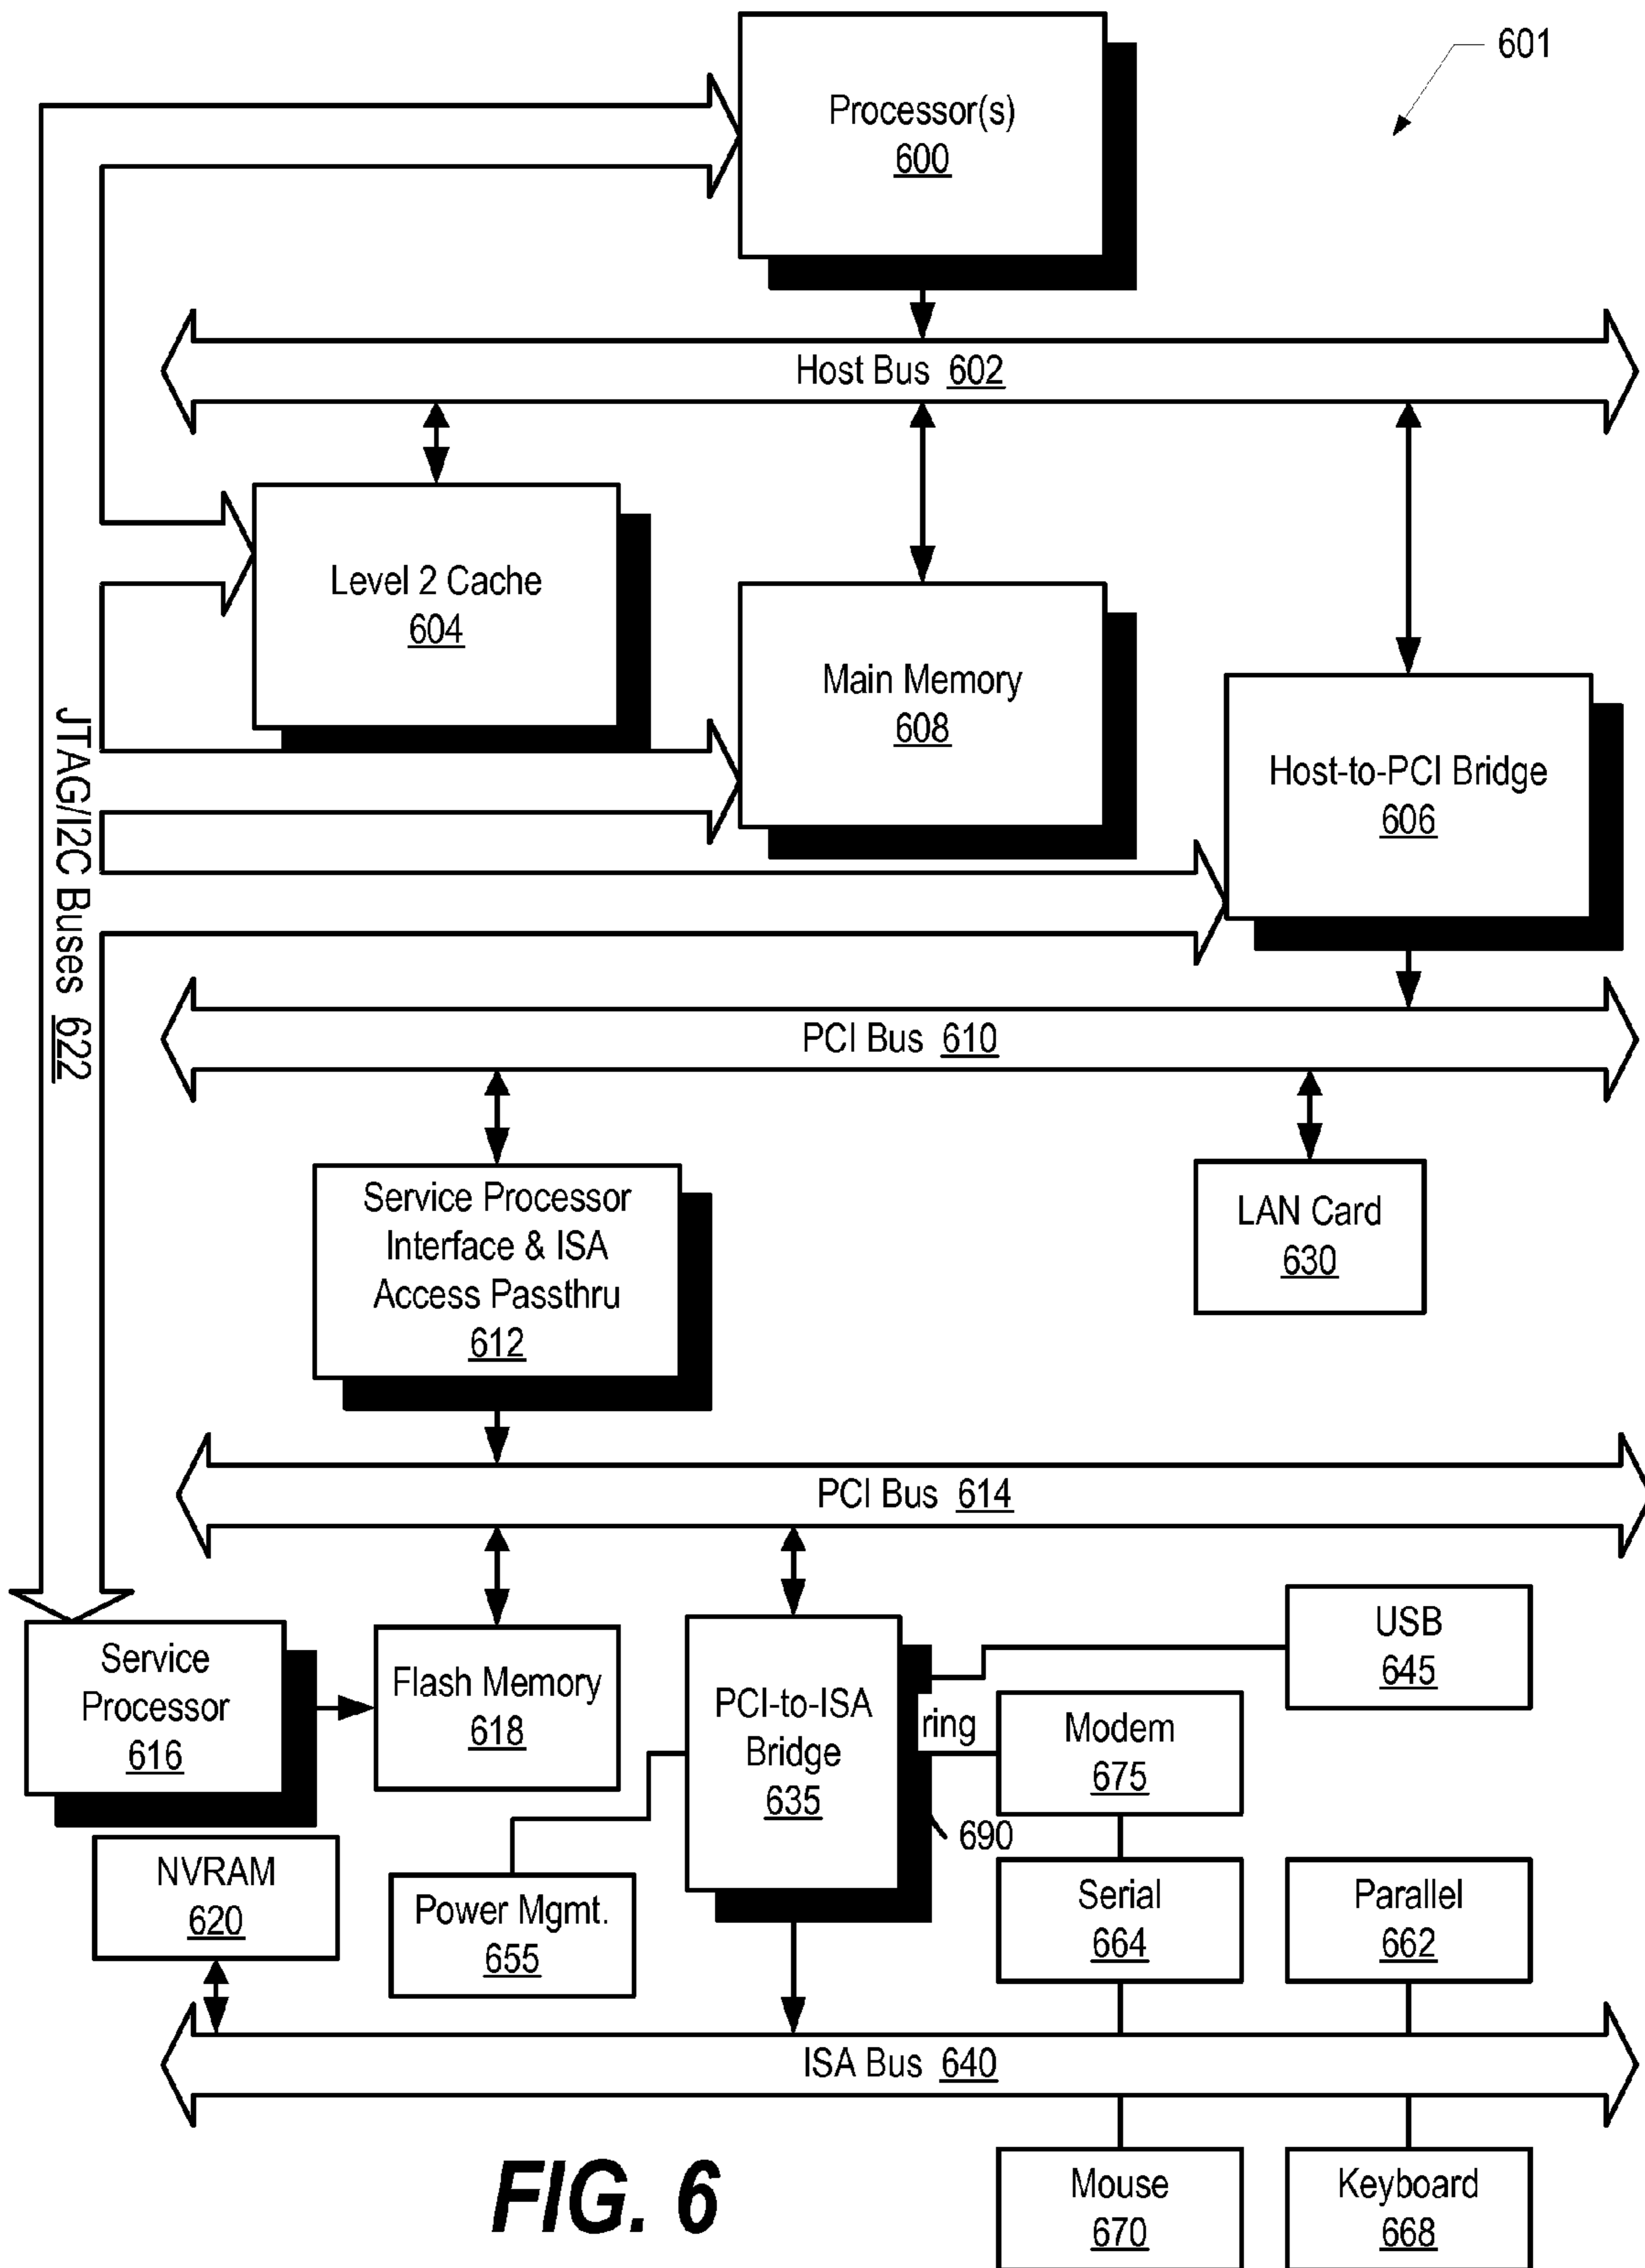 601
Processor(s)
600
Host Bus 602
Level 2 Cache
604
Main Memory
608
Host-to-PCI Bridge
606
JTAG/I2C Buses 622
PCI Bus 610
Service Processor
Interface & ISA
Access Passthru
612
LAN Card
630
PCI Bus 614
Service
Processor
616
Flash Memory
618
PCI-to-ISA
Bridge
635
USB
645
ring
Modem
675
690
NVRAM
620
Power Mgmt.
655
Serial
664
Parallel
662
ISA Bus 640
Mouse
670
Keyboard
668
FIG. 6